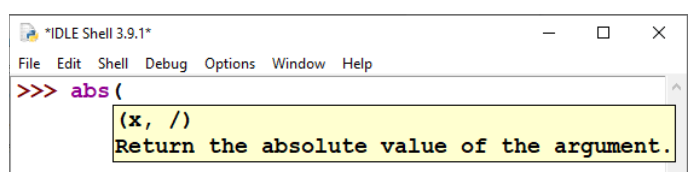 *IDLE Shell 3.9.1*
File Edit Shell Debug Options Window Help
>>> abs(
(x, /)
Return the absolute value of the argument.